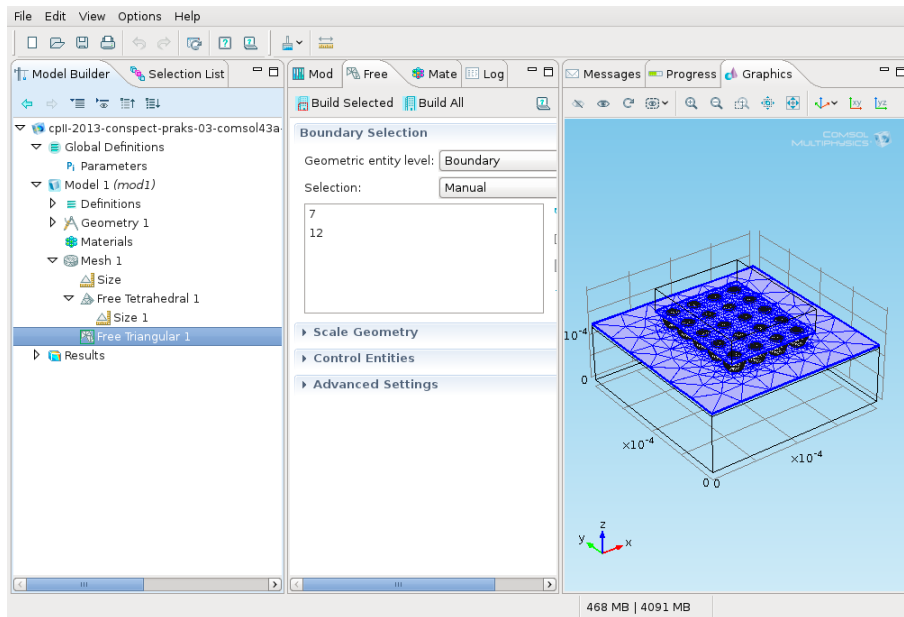 File Edit View Options Help
Model Builder Selection List
Mod Free Mate Log
Messages Progress Graphics
Build Selected Build All
xy yz
cpII-2013-conspect-praks-03-comsol43a-
Global Definitions
Pi Parameters
Model 1 (mod1)
Definitions
Geometry 1
Materials
Mesh 1
Size
Free Tetrahedral 1
Size 1
Free Triangular 1
Results
Boundary Selection
Geometric entity level: Boundary
Selection: Manual
7
12
Scale Geometry
Control Entities
Advanced Settings
COMSOL
MULTIPHYSICS
10⁻⁴
0
×10⁻⁴
×10⁻⁴
0 0
z
y x
468 MB | 4091 MB